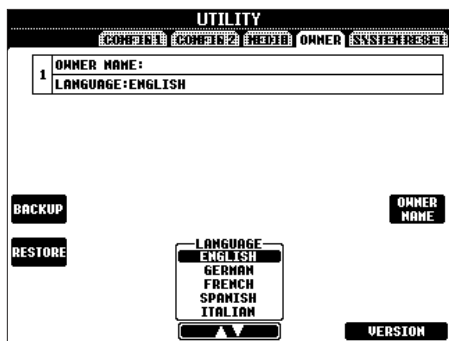 UTILITY
CONFIG 1 CONFIG 2 MEDIA OWNER SYSTEM RESET
1 OWNER NAME:
LANGUAGE:ENGLISH
BACKUP
OWNER NAME
RESTORE
LANGUAGE
ENGLISH
GERMAN
FRENCH
SPANISH
ITALIAN
VERSION